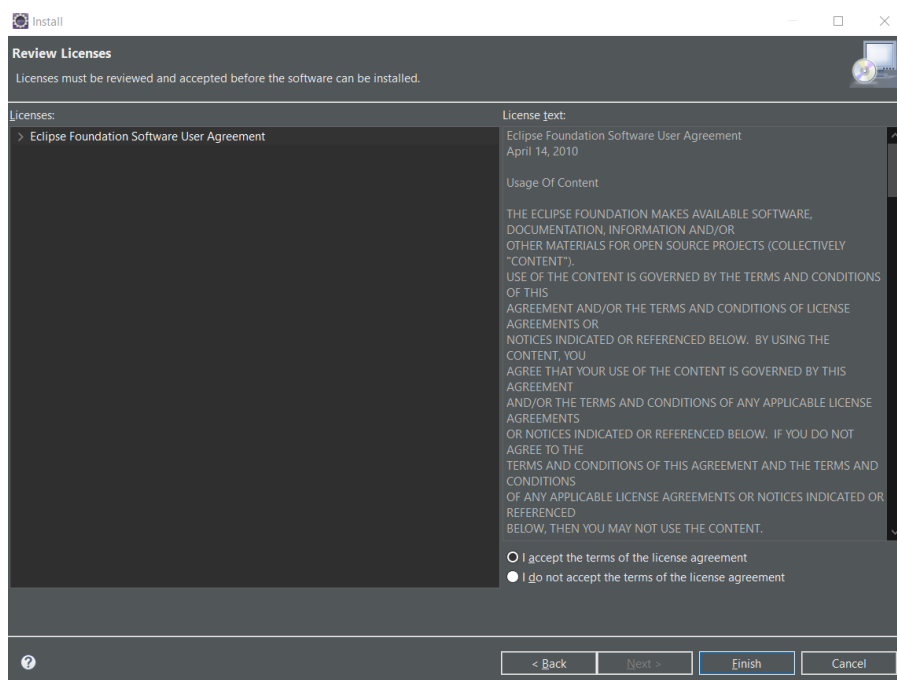 Install
Review Licenses
Licenses must be reviewed and accepted before the software can be installed.
Licenses:
Eclipse Foundation Software User Agreement
License text:
Eclipse Foundation Software User Agreement
April 14, 2010
Usage Of Content
THE ECLIPSE FOUNDATION MAKES AVAILABLE SOFTWARE,
DOCUMENTATION, INFORMATION AND/OR
OTHER MATERIALS FOR OPEN SOURCE PROJECTS (COLLECTIVELY
"CONTENT").
USE OF THE CONTENT IS GOVERNED BY THE TERMS AND CONDITIONS
OF THIS
AGREEMENT AND/OR THE TERMS AND CONDITIONS OF LICENSE
AGREEMENTS OR
NOTICES INDICATED OR REFERENCED BELOW.  BY USING THE
CONTENT, YOU
AGREE THAT YOUR USE OF THE CONTENT IS GOVERNED BY THIS
AGREEMENT
AND/OR THE TERMS AND CONDITIONS OF ANY APPLICABLE LICENSE
AGREEMENTS
OR NOTICES INDICATED OR REFERENCED BELOW.  IF YOU DO NOT
AGREE TO THE
TERMS AND CONDITIONS OF THIS AGREEMENT AND THE TERMS AND
CONDITIONS
OF ANY APPLICABLE LICENSE AGREEMENTS OR NOTICES INDICATED OR
REFERENCED
BELOW, THEN YOU MAY NOT USE THE CONTENT.
I accept the terms of the license agreement
I do not accept the terms of the license agreement
? < Back Next > Finish Cancel